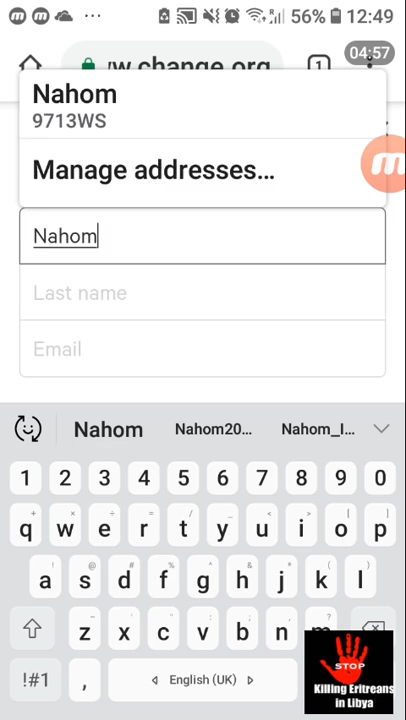 56% 12:49
w.change.org
1
04:57
Nahom
9713WS
Manage addresses...
Nahom
Last name
Email
Nahom Nahom20... Nahom_I...
1 2 3 4 5 6 7 8 9 0
q w e r t y u i o p
a s d f g h j k l
z x c v b n m
!#1 , English (UK)
STOP
Killing Eritreans
in Libya